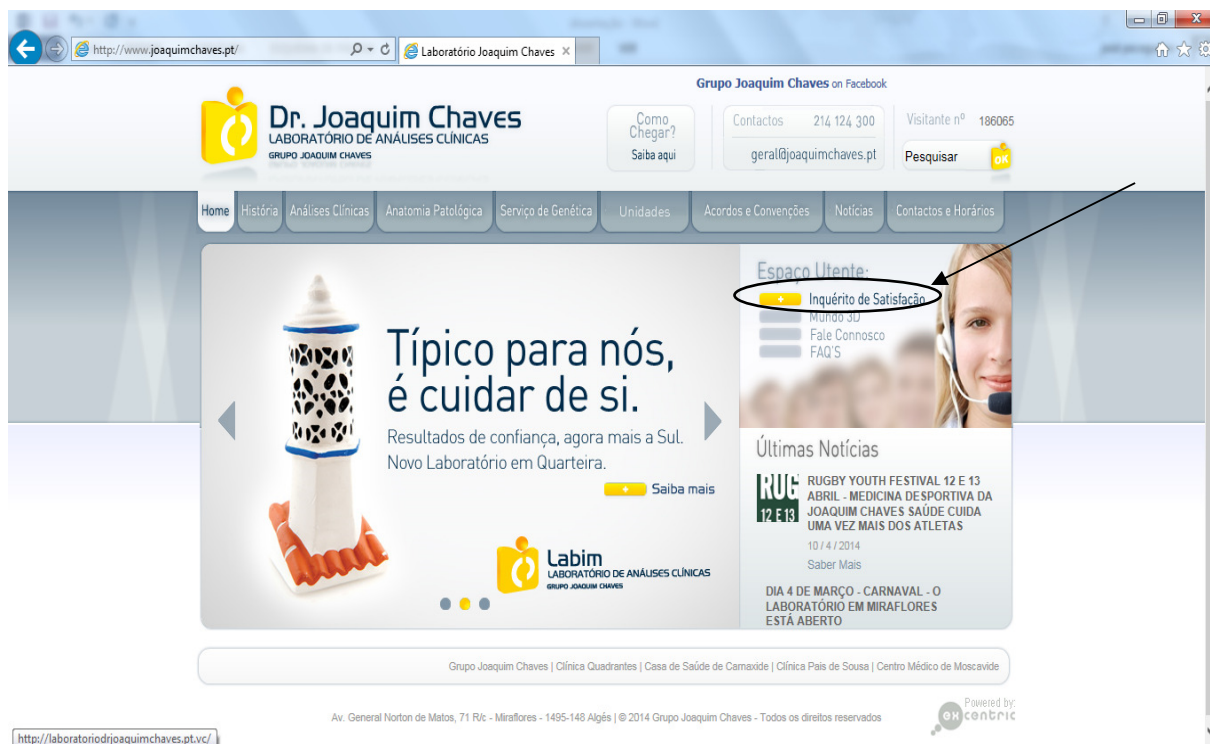 http://www.joaquimchaves.pt/
Laboratório Joaquim Chaves
Grupo Joaquim Chaves on Facebook
Dr. Joaquim Chaves
LABORATÓRIO DE ANÁLISES CLÍNICAS
GRUPO JOAQUIM CHAVES
Como
Chegar?
Saiba aqui
Contactos 214 124 300
geral@joaquimchaves.pt
Visitante nº 186065
Pesquisar OK
Home História Análises Clínicas Anatomia Patológica Serviço de Genética Unidades Acordos e Convenções Notícias Contactos e Horários
Típico para nós,
é cuidar de si.
Resultados de confiança, agora mais a Sul.
Novo Laboratório em Quarteira.
+ Saiba mais
Labim
LABORATÓRIO DE ANÁLISES CLÍNICAS
GRUPO JOAQUIM CHAVES
Espaço Utente:
+ Inquérito de Satisfação
Mundo 3D
Fale Connosco
FAQ'S
Últimas Notícias
RUG
12 E 13
RUGBY YOUTH FESTIVAL 12 E 13
ABRIL - MEDICINA DESPORTIVA DA
JOAQUIM CHAVES SAÚDE CUIDA
UMA VEZ MAIS DOS ATLETAS
10 / 4 / 2014
Saber Mais
DIA 4 DE MARÇO - CARNAVAL - O
LABORATÓRIO EM MIRAFLORES
ESTÁ ABERTO
Grupo Joaquim Chaves | Clínica Quadrantes | Casa de Saúde de Carnaxide | Clínica Pais de Sousa | Centro Médico de Moscavide
Av. General Norton de Matos, 71 R/c - Miraflores - 1495-148 Algés | © 2014 Grupo Joaquim Chaves - Todos os direitos reservados
Powered by:
excentric
http://laboratoriodrjoaquimchaves.pt.vc/